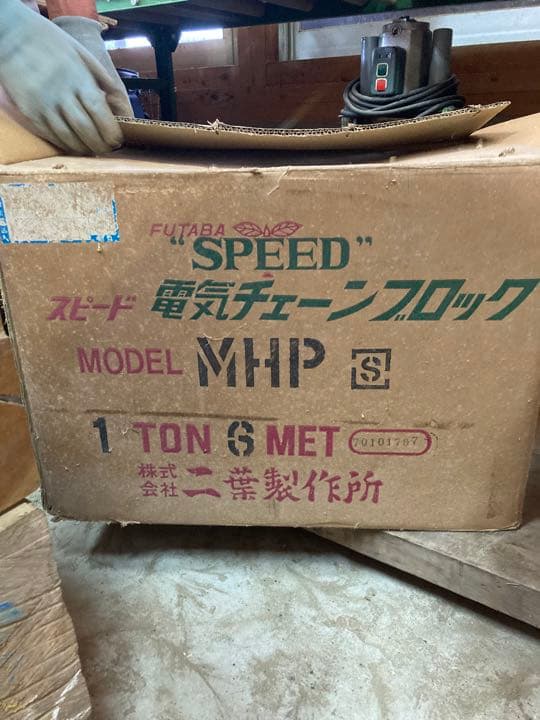 FUTABA
"SPEED"
スピード 電気チェーンブロック
MODEL MHP S
1 TON 6 MET 70101707
株式会社 二葉製作所